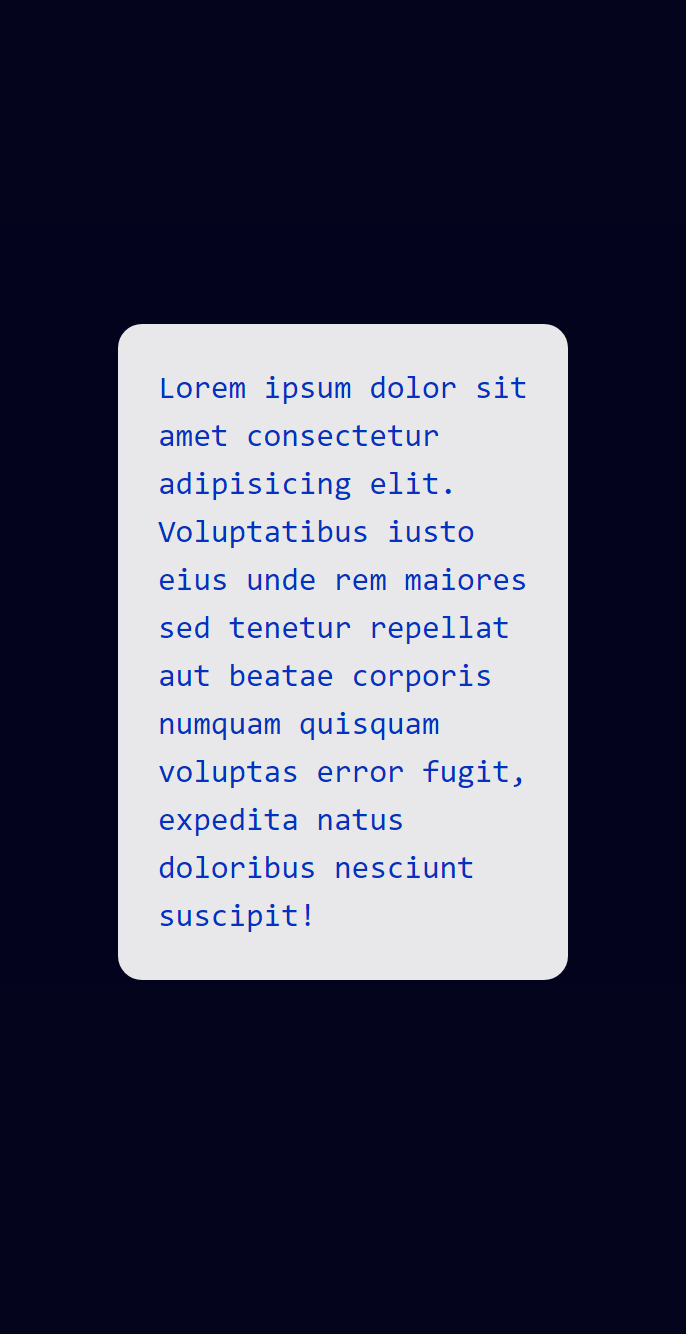 Lorem ipsum dolor sit
amet consectetur
adipisicing elit.
Voluptatibus iusto
eius unde rem maiores
sed tenetur repellat
aut beatae corporis
numquam quisquam
voluptas error fugit,
expedita natus
doloribus nesciunt
suscipit!